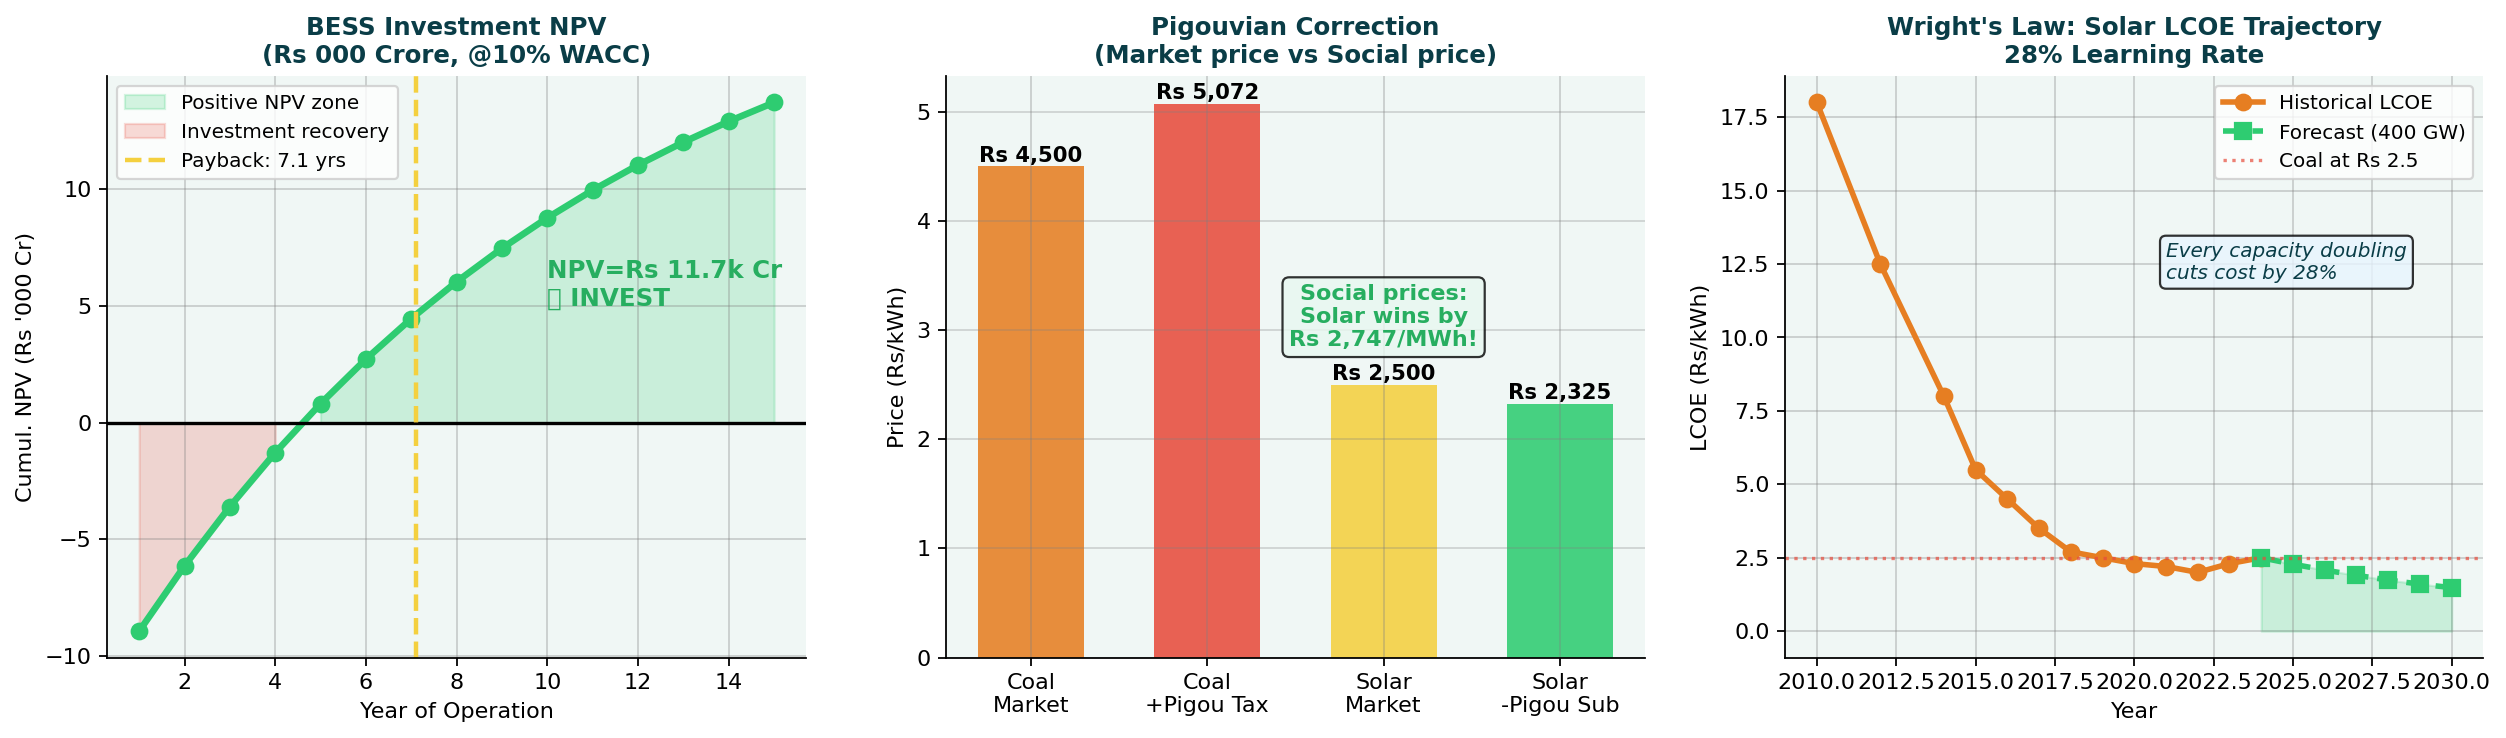 BESS Investment NPV
(Rs 000 Crore, @10% WACC)
Positive NPV zone
Investment recovery
Payback: 7.1 yrs
NPV=Rs 11.7k Cr
▯ INVEST
Cumul. NPV (Rs '000 Cr)
10
5
0
−5
−10
2
4
6
8
10
12
14
Year of Operation
Pigouvian Correction
(Market price vs Social price)
Rs 4,500
Rs 5,072
Rs 2,500
Rs 2,325
Social prices:
Solar wins by
Rs 2,747/MWh!
Price (Rs/kWh)
5
4
3
2
1
0
Coal
Market
Coal
+Pigou Tax
Solar
Market
Solar
-Pigou Sub
Wright's Law: Solar LCOE Trajectory
28% Learning Rate
Historical LCOE
Forecast (400 GW)
Coal at Rs 2.5
Every capacity doubling
cuts cost by 28%
LCOE (Rs/kWh)
17.5
15.0
12.5
10.0
7.5
5.0
2.5
0.0
2010.0
2012.5
2015.0
2017.5
2020.0
2022.5
2025.0
2027.5
2030.0
Year